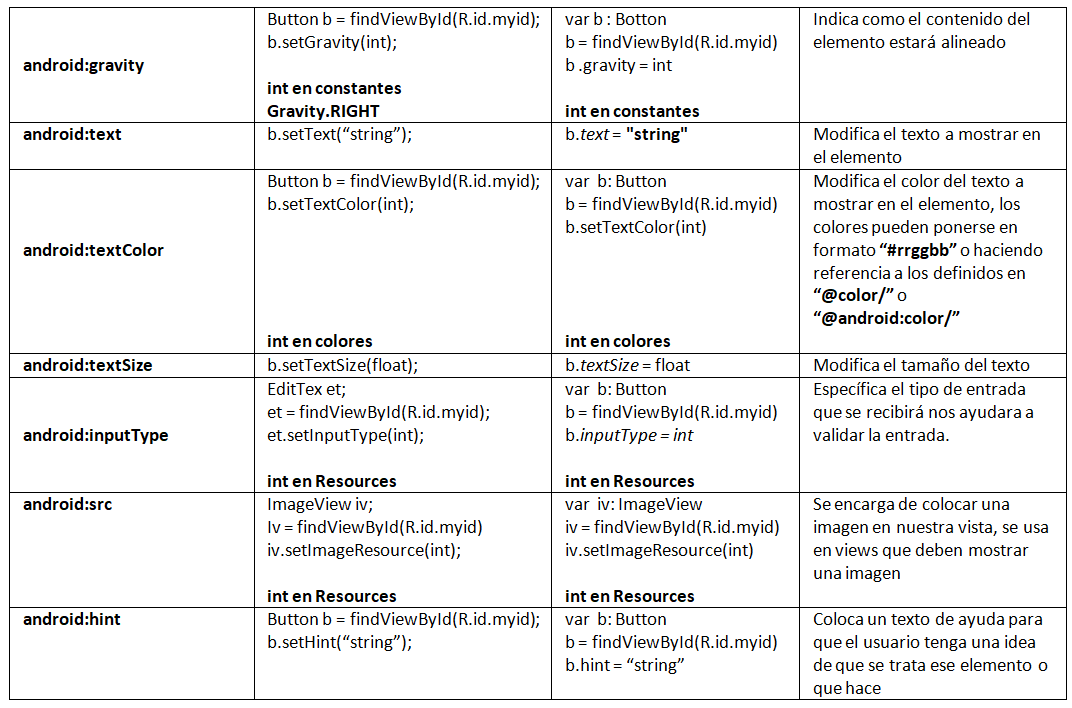 android:gravity
Button b = findViewById(R.id.myid);
b.setGravity(int);
int en constantes
Gravity.RIGHT
var b : Botton
b = findViewById(R.id.myid)
b .gravity = int
int en constantes
Indica como el contenido del
elemento estará alineado
android:text
b.setText(“string”);
b.text = "string"
Modifica el texto a mostrar en
el elemento
android:textColor
Button b = findViewById(R.id.myid);
b.setTextColor(int);
int en colores
var b: Button
b = findViewById(R.id.myid)
b.setTextColor(int)
int en colores
Modifica el color del texto a
mostrar en el elemento, los
colores pueden ponerse en
formato “#rrggbb” o haciendo
referencia a los definidos en
“@color/” o
“@android:color/”
android:textSize
b.setTextSize(float);
b.textSize = float
Modifica el tamaño del texto
android:inputType
EditTex et;
et = findViewById(R.id.myid);
et.setInputType(int);
int en Resources
var b: Button
b = findViewById(R.id.myid)
b.inputType = int
int en Resources
Específica el tipo de entrada
que se recibirá nos ayudara a
validar la entrada.
android:src
ImageView iv;
Iv = findViewById(R.id.myid)
iv.setImageResource(int);
int en Resources
var iv: ImageView
iv = findViewById(R.id.myid)
iv.setImageResource(int)
int en Resources
Se encarga de colocar una
imagen en nuestra vista, se usa
en views que deben mostrar
una imagen
android:hint
Button b = findViewById(R.id.myid);
b.setHint(“string”);
var b: Button
b = findViewById(R.id.myid)
b.hint = “string”
Coloca un texto de ayuda para
que el usuario tenga una idea
de que se trata ese elemento o
que hace